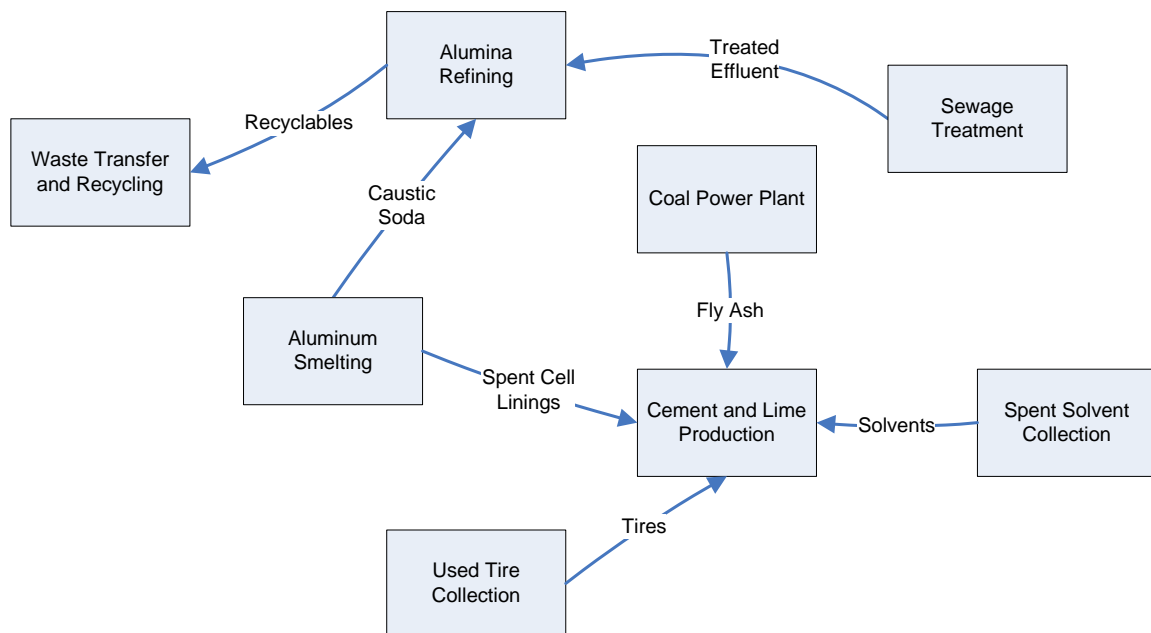 Alumina
Refining
Treated
Effluent
Sewage
Treatment
Recyclables
Waste Transfer
and Recycling
Caustic
Soda
Coal Power Plant
Fly Ash
Aluminum
Smelting
Spent Cell
Linings
Cement and Lime
Production
Solvents
Spent Solvent
Collection
Tires
Used Tire
Collection